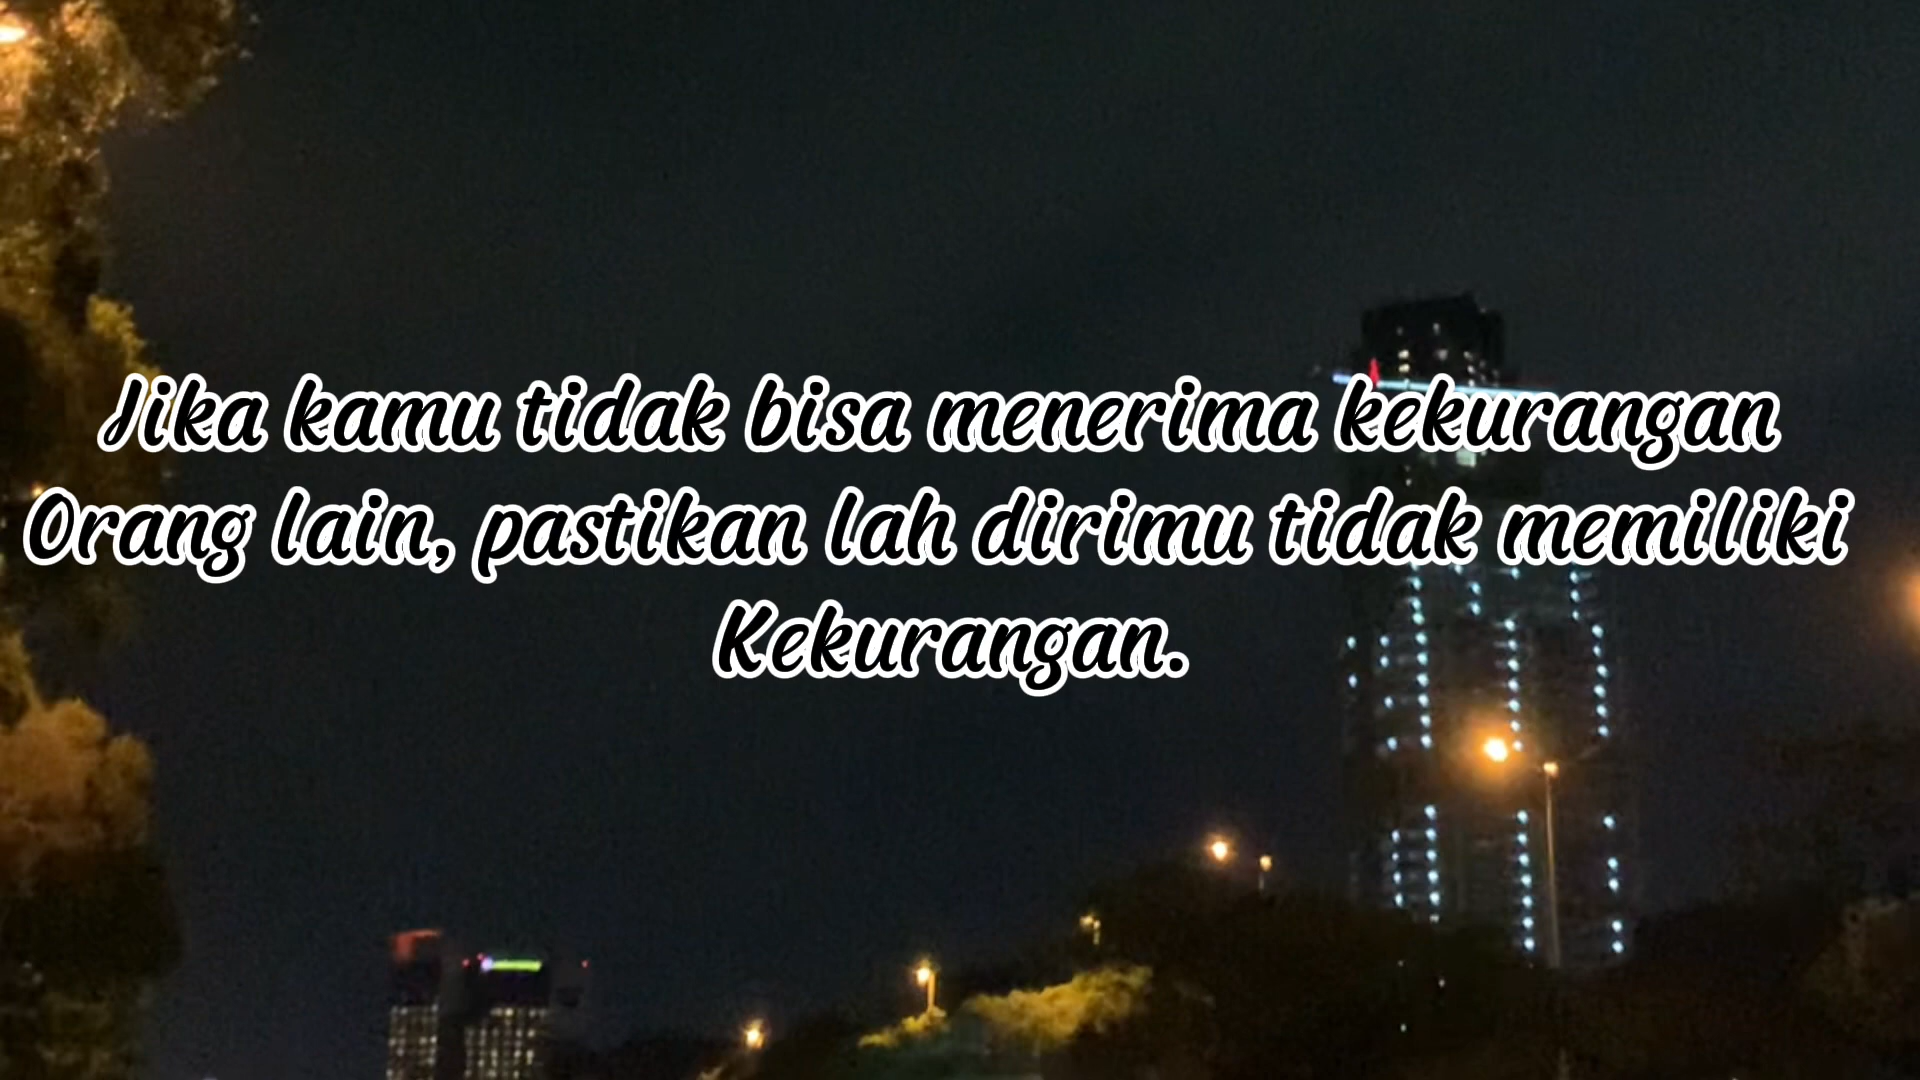 Jika kamu tidak bisa menerima kekurangan
Orang lain, pastikan lah dirimu tidak memiliki
Kekurangan.